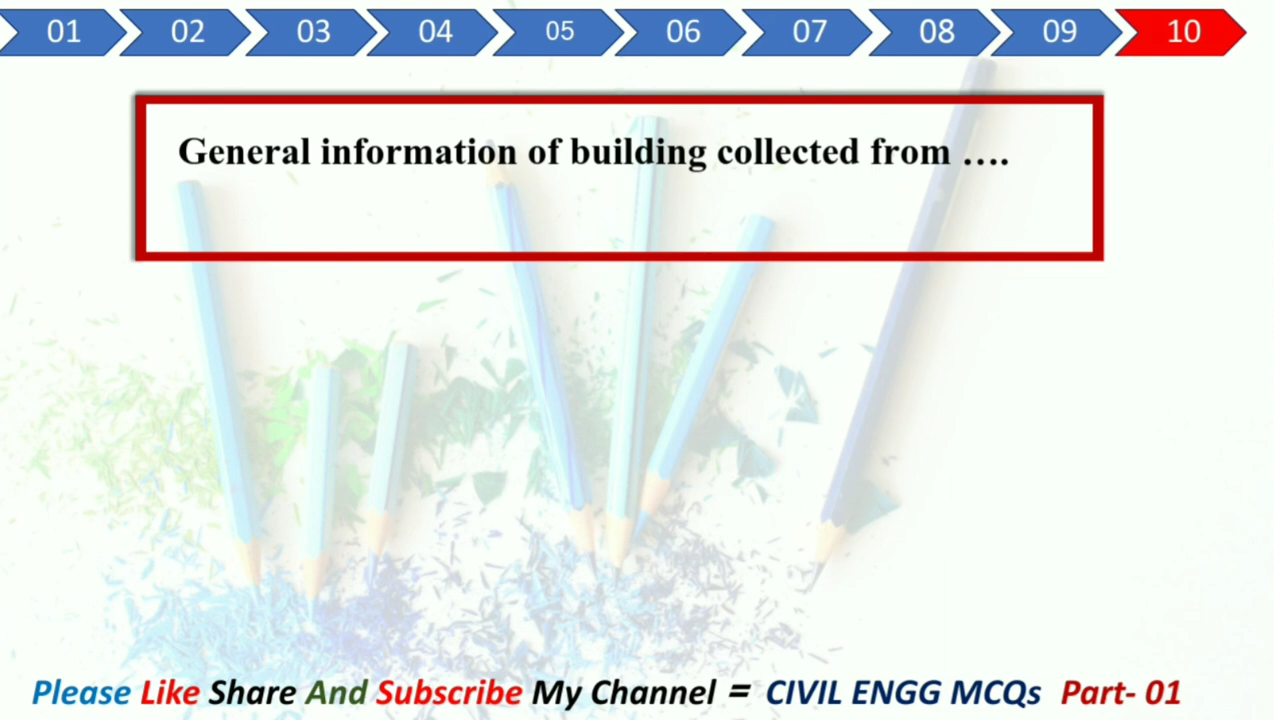 01 02 03 04 05 06 07 08 09 10
General information of building collected from ….
Please Like Share And Subscribe My Channel = CIVIL ENGG MCQs Part- 01